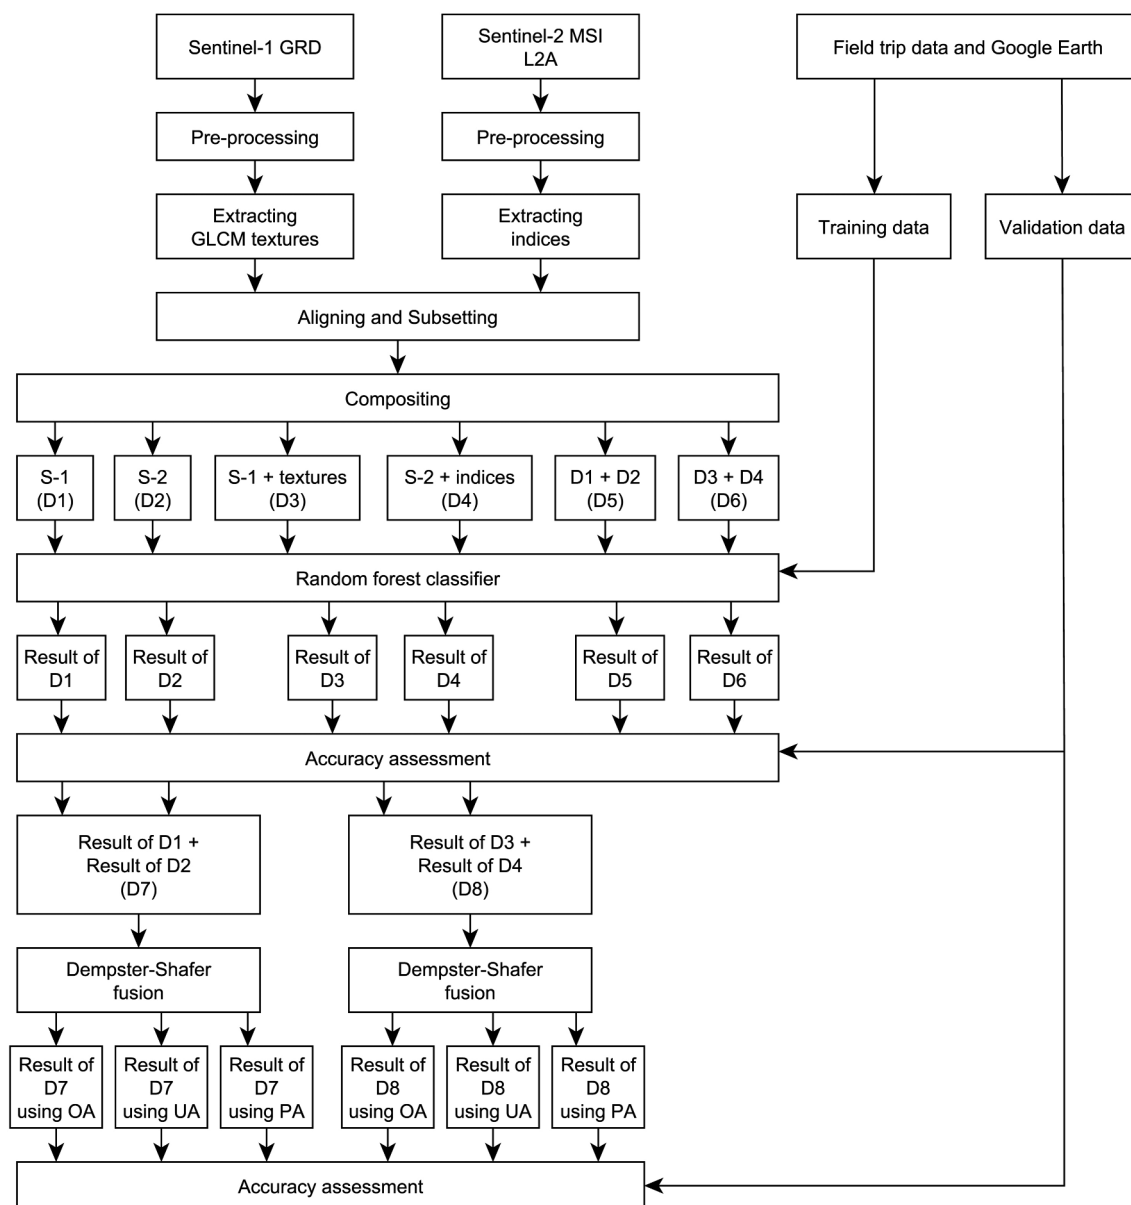 Sentinel-1 GRD
Sentinel-2 MSI
L2A
Field trip data and Google Earth
Pre-processing
Pre-processing
Extracting
GLCM textures
Extracting
indices
Training data
Validation data
Aligning and Subsetting
Compositing
S-1
(D1)
S-2
(D2)
S-1 + textures
(D3)
S-2 + indices
(D4)
D1 + D2
(D5)
D3 + D4
(D6)
Random forest classifier
Result of
D1
Result of
D2
Result of
D3
Result of
D4
Result of
D5
Result of
D6
Accuracy assessment
Result of D1 +
Result of D2
(D7)
Result of D3 +
Result of D4
(D8)
Dempster-Shafer
fusion
Dempster-Shafer
fusion
Result of
D7
using OA
Result of
D7
using UA
Result of
D7
using PA
Result of
D8
using OA
Result of
D8
using UA
Result of
D8
using PA
Accuracy assessment